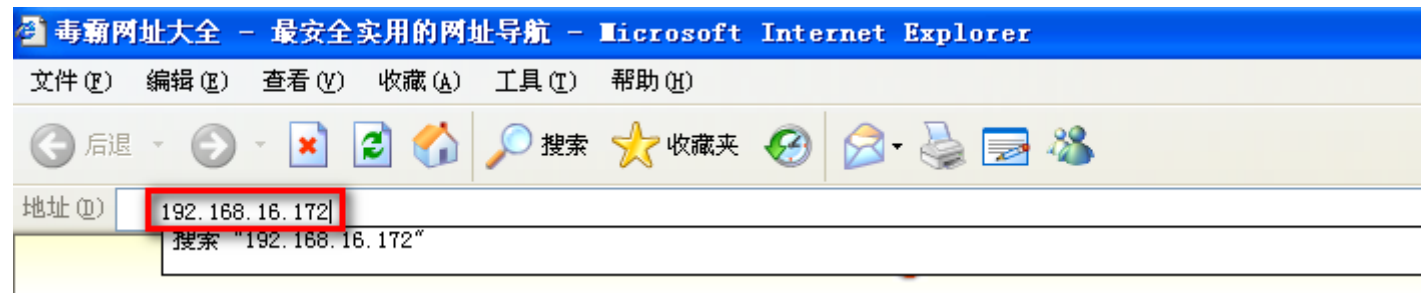 毒霸网址大全 - 最安全实用的网址导航 - Microsoft Internet Explorer
文件(F) 编辑(E) 查看(V) 收藏(A) 工具(T) 帮助(H)
后退 搜索 收藏夹
地址(D) 192.168.16.172
搜索 "192.168.16.172"